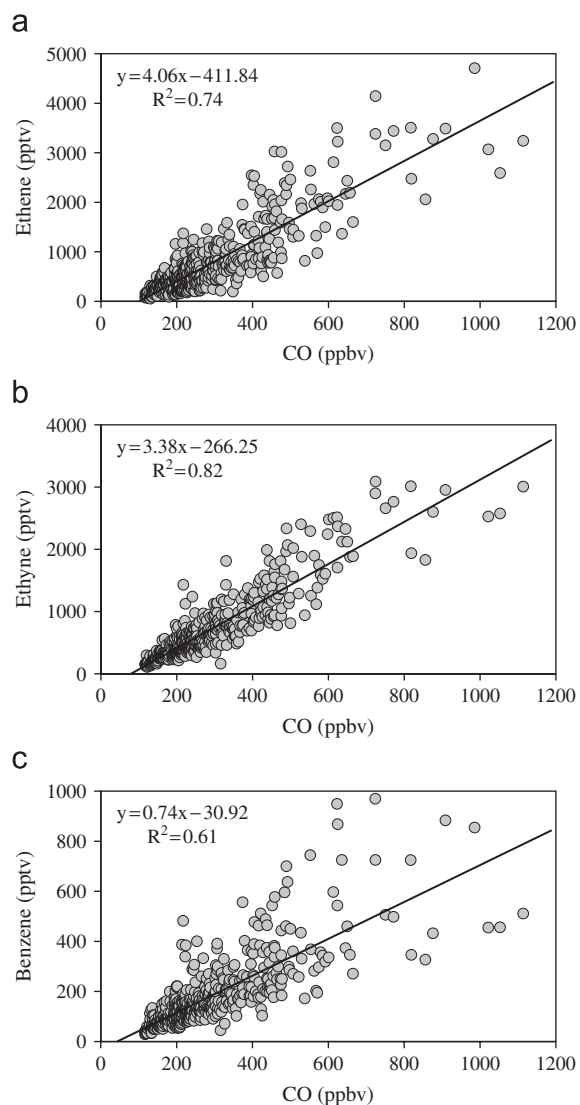 a
y=4.06x−411.84
R²=0.74
Ethene (pptv)
5000
4000
3000
2000
1000
0
0 200 400 600 800 1000 1200
CO (ppbv)
b
y=3.38x−266.25
R²=0.82
Ethyne (pptv)
4000
3000
2000
1000
0
0 200 400 600 800 1000 1200
CO (ppbv)
c
y=0.74x−30.92
R²=0.61
Benzene (pptv)
1000
800
600
400
200
0
0 200 400 600 800 1000 1200
CO (ppbv)